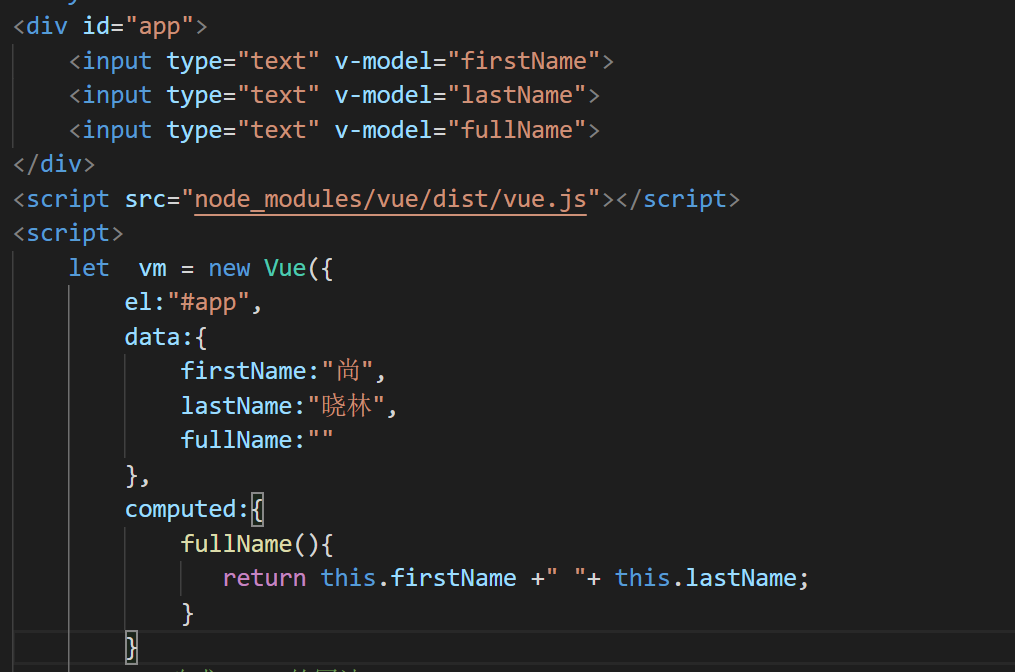 <div id="app">
<input type="text" v-model="firstName">
<input type="text" v-model="lastName">
<input type="text" v-model="fullName">
</div>
<script src="node_modules/vue/dist/vue.js"></script>
<script>
let  vm = new Vue({
el:"#app",
data:{
firstName:"尚",
lastName:"晓林",
fullName:""
},
computed:{
fullName(){
return this.firstName +" "+ this.lastName;
}
}